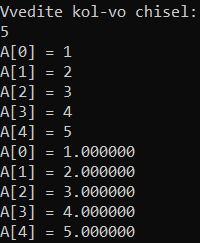 Vvedite kol-vo chisel:
5
A[0] = 1
A[1] = 2
A[2] = 3
A[3] = 4
A[4] = 5
A[0] = 1.000000
A[1] = 2.000000
A[2] = 3.000000
A[3] = 4.000000
A[4] = 5.000000